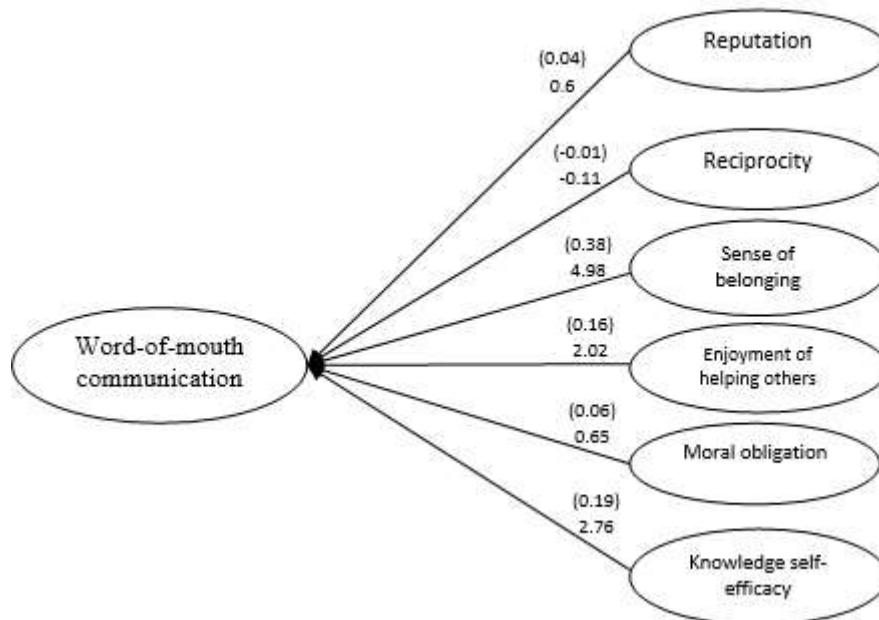 (0.04)
0.6
Reputation
(-0.01)
-0.11
Reciprocity
(0.38)
4.98
Sense of
belonging
Word-of-mouth
communication
(0.16)
2.02
Enjoyment of
helping others
(0.06)
0.65
Moral obligation
(0.19)
2.76
Knowledge self-
efficacy